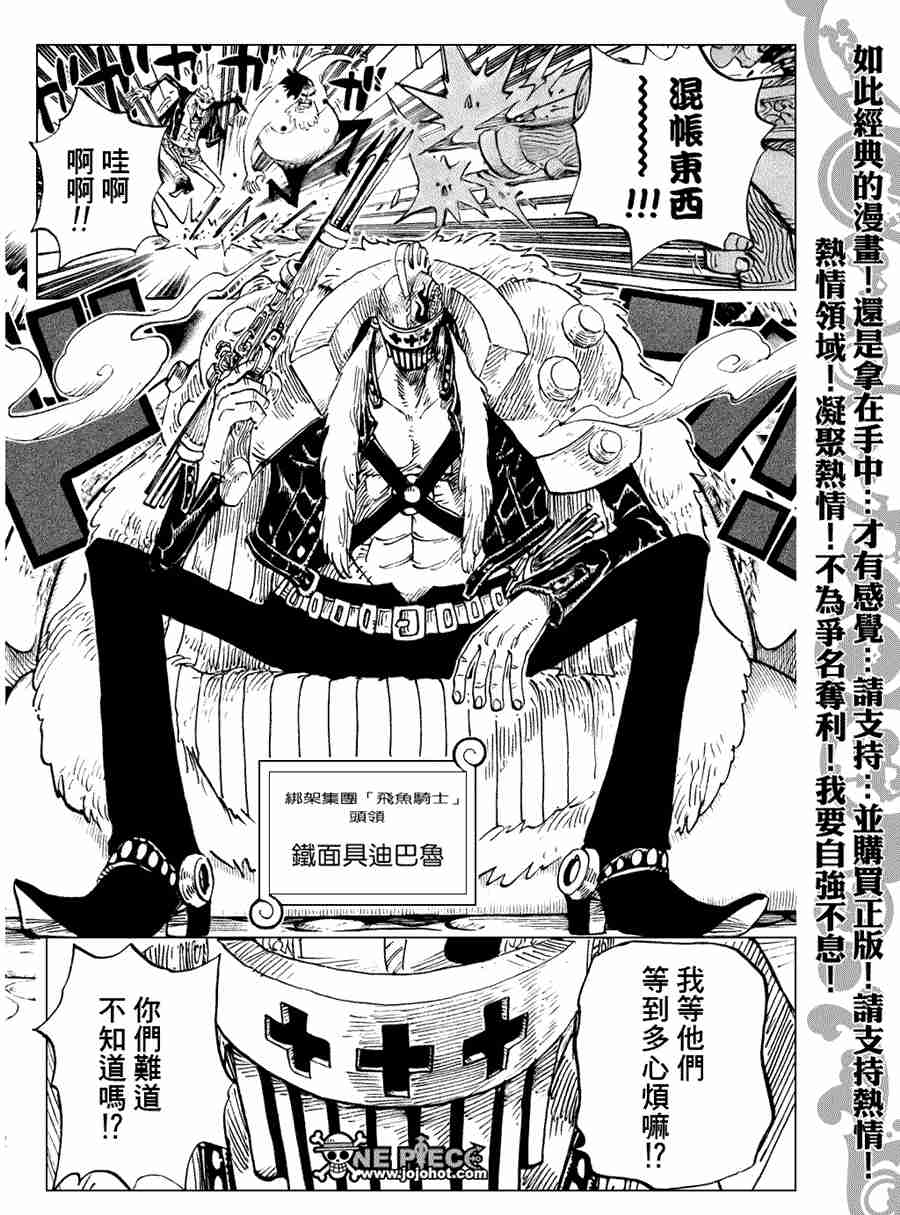 混帳東西
~~~!!!
哇啊
啊啊!!
綁架集團「飛魚騎士」
頭領
鐵面具迪巴魯
我等他們
等到多心煩嘛!?
你們難道
不知道嗎!?
ONE PIECE
www.jojohot.com
如此經典的漫畫！還是拿在手中…才有感覺…請支持…並購買正版！請支持熱情！
熱情領域！凝聚熱情！不為爭名奪利！我要自強不息！